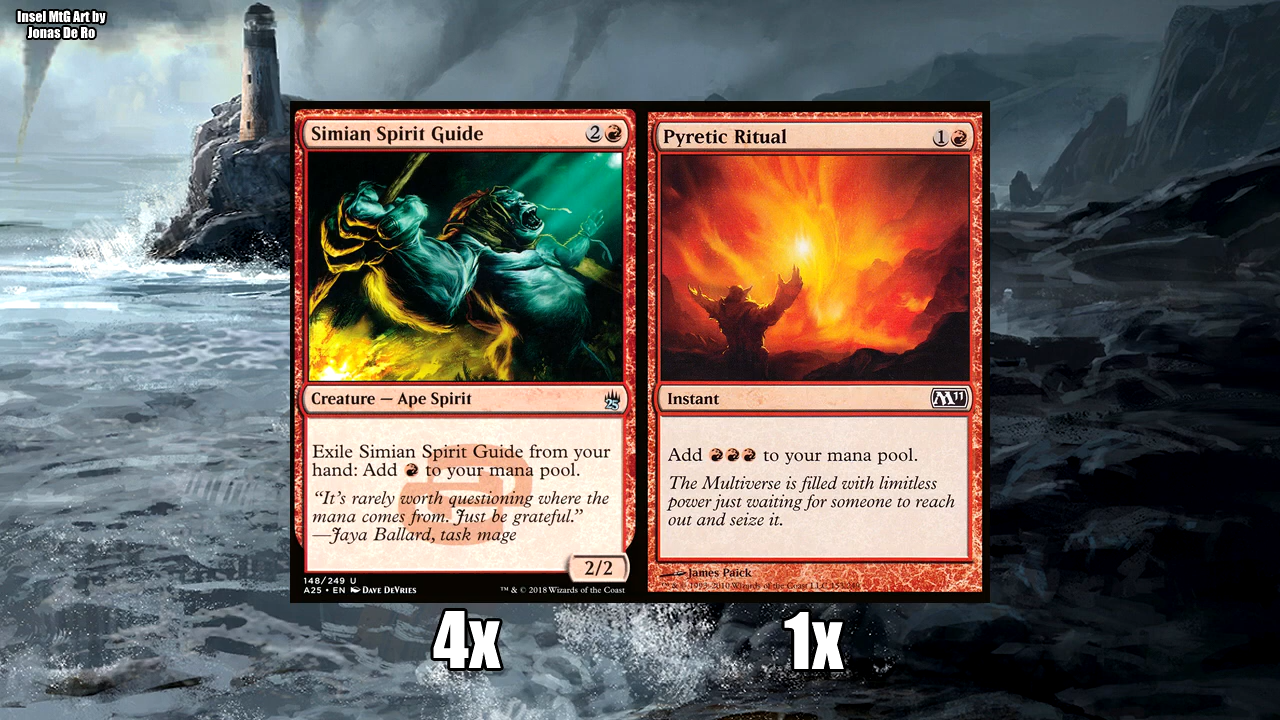 Insel MtG Art by
Jonas De Ro
Simian Spirit Guide 2
Creature — Ape Spirit
25
Exile Simian Spirit Guide from your
hand: Add to your mana pool.
“It’s rarely worth questioning where the
mana comes from. Just be grateful.”
—Jaya Ballard, task mage
2/2
148/249 U
A25 • EN Dave DeVries
™ & © 2018 Wizards of the Coast
4x
Pyretic Ritual 1
Instant
M11
Add to your mana pool.
The Multiverse is filled with limitless
power just waiting for someone to reach
out and seize it.
James Paick
1x